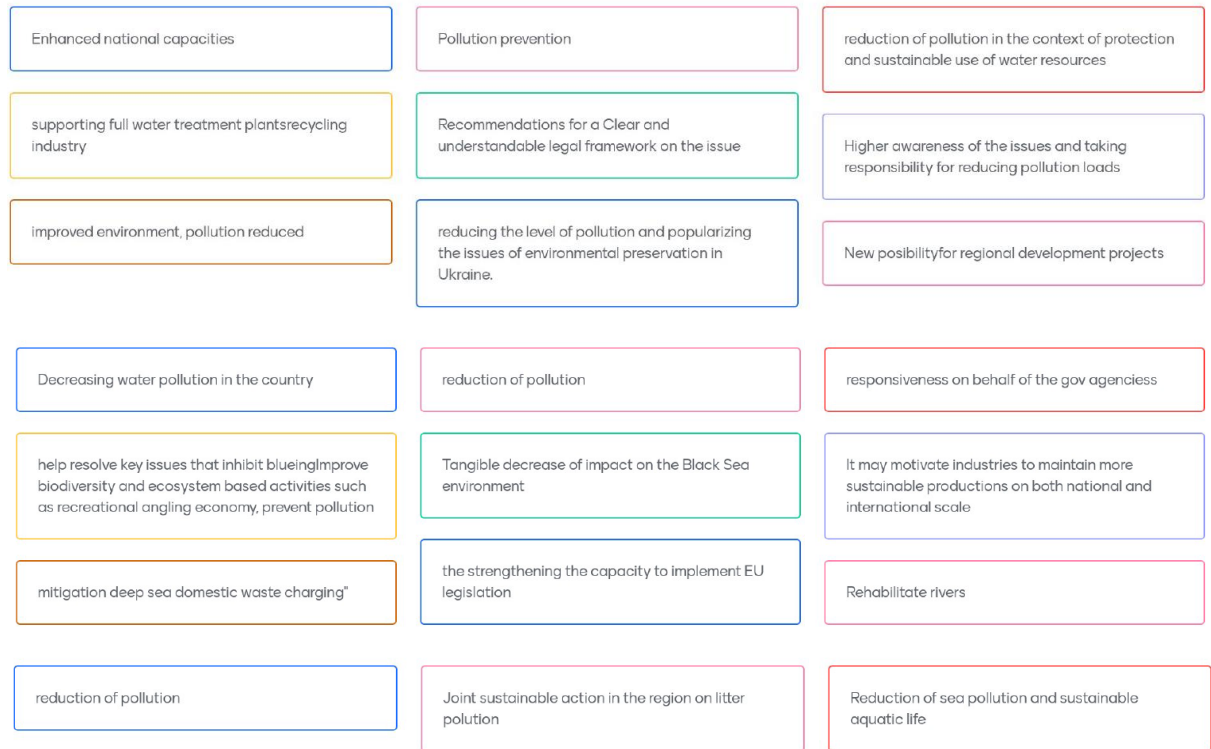 Enhanced national capacities
Pollution prevention
reduction of pollution in the context of protection
and sustainable use of water resources
supporting full water treatment plantsrecycling
industry
Recommendations for a Clear and
understandable legal framework on the issue
Higher awareness of the issues and taking
responsibility for reducing pollution loads
improved environment, pollution reduced
reducing the level of pollution and popularizing
the issues of environmental preservation in
Ukraine.
New posibilityfor regional development projects
Decreasing water pollution in the country
reduction of pollution
responsiveness on behalf of the gov agenciess
help resolve key issues that inhibit blueingImprove
biodiversity and ecosystem based activities such
as recreational angling economy, prevent pollution
Tangible decrease of impact on the Black Sea
environment
It may motivate industries to maintain more
sustainable productions on both national and
international scale
mitigation deep sea domestic waste charging"
the strengthening the capacity to implement EU
legislation
Rehabilitate rivers
reduction of pollution
Joint sustainable action in the region on litter
polution
Reduction of sea pollution and sustainable
aquatic life